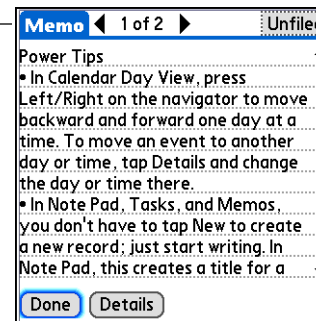 Memo 1 of 2 Unfiled
Power Tips
• In Calendar Day View, press
Left/Right on the navigator to move
backward and forward one day at a
time. To move an event to another
day or time, tap Details and change
the day or time there.
• In Note Pad, Tasks, and Memos,
you don't have to tap New to create
a new record; just start writing. In
Note Pad, this creates a title for a
Done Details